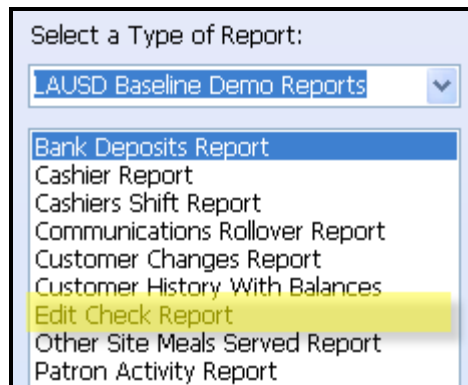 Select a Type of Report:
LAUSD Baseline Demo Reports
Bank Deposits Report
Cashier Report
Cashiers Shift Report
Communications Rollover Report
Customer Changes Report
Customer History With Balances
Edit Check Report
Other Site Meals Served Report
Patron Activity Report